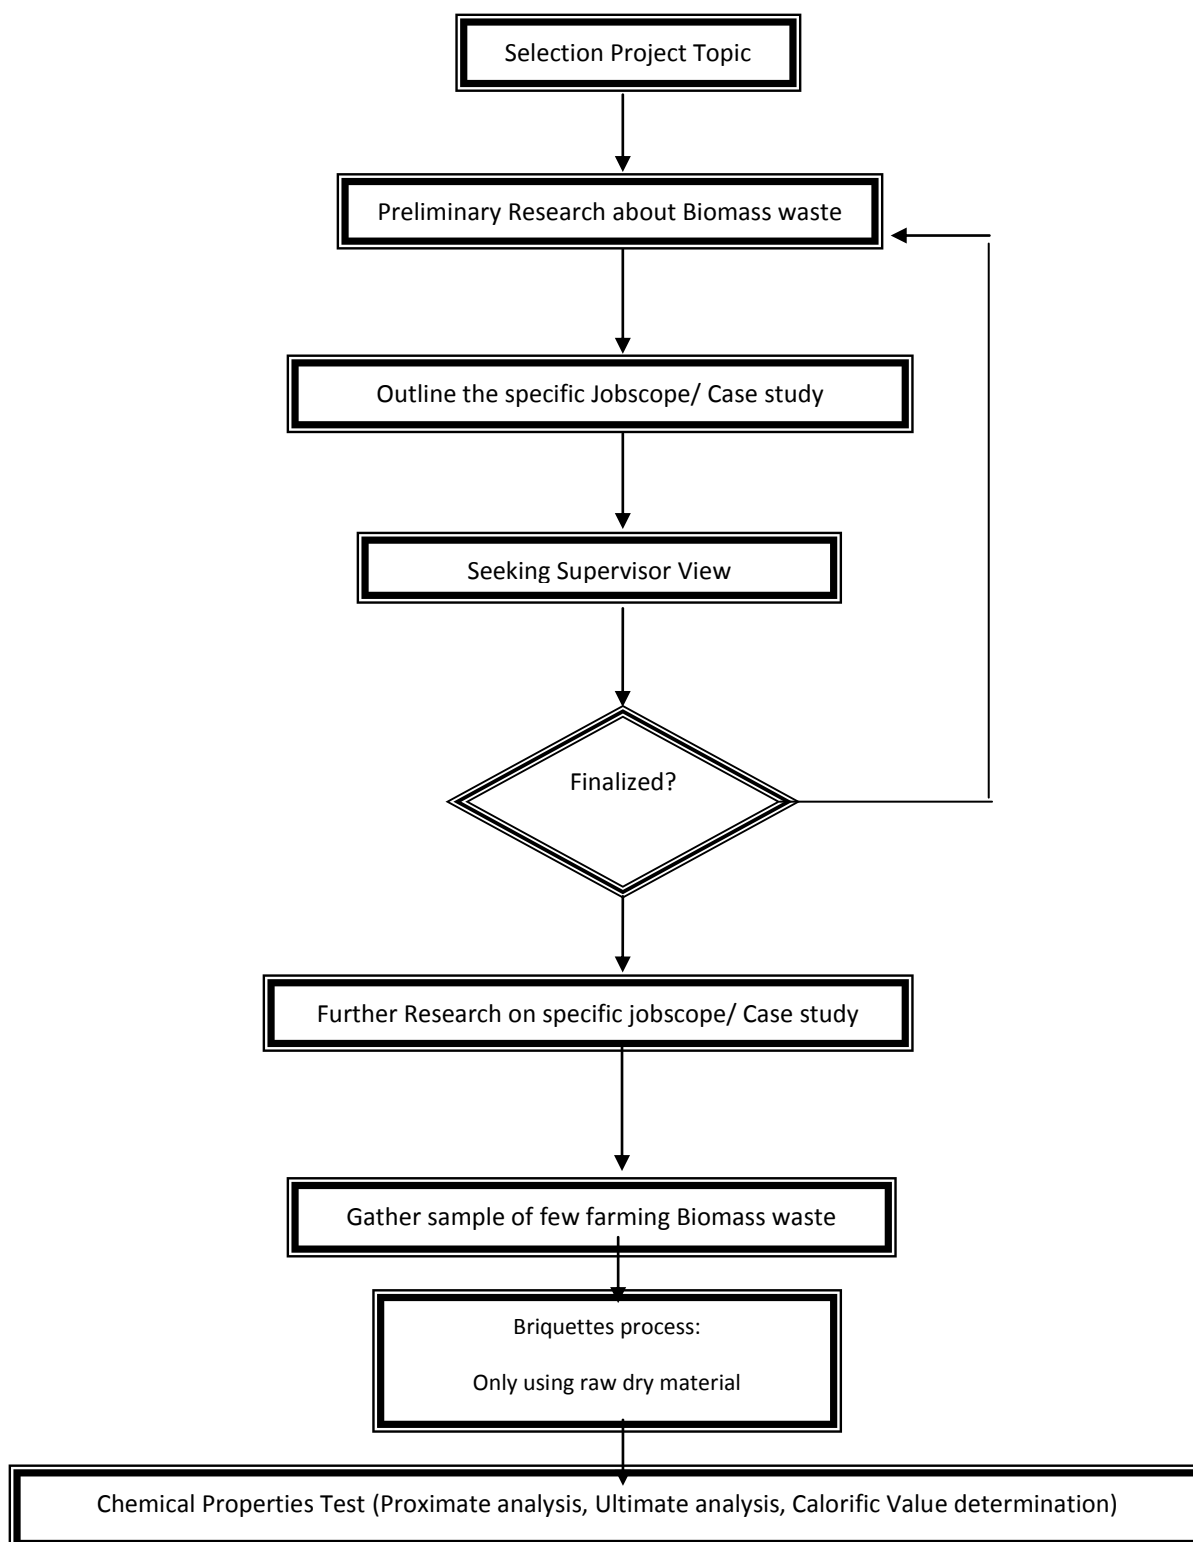 Selection Project Topic
Preliminary Research about Biomass waste
Outline the specific Jobscope/ Case study
Seeking Supervisor View
Finalized?
Further Research on specific jobscope/ Case study
Gather sample of few farming Biomass waste
Briquettes process:
Only using raw dry material
Chemical Properties Test (Proximate analysis, Ultimate analysis, Calorific Value determination)